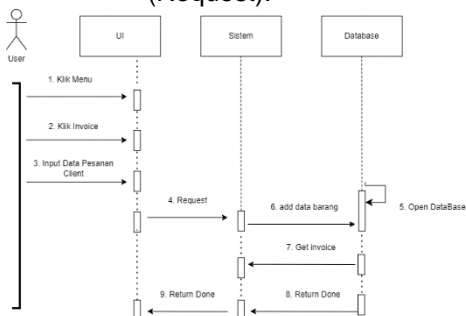 (Request).
User
UI
Sistem
Database
1. Klik Menu
2. Klik Invoice
3. Input Data Pesanan
Client
4. Request
5. Open DataBase
6. add data barang
7. Get invoice
8. Return Done
9. Return Done